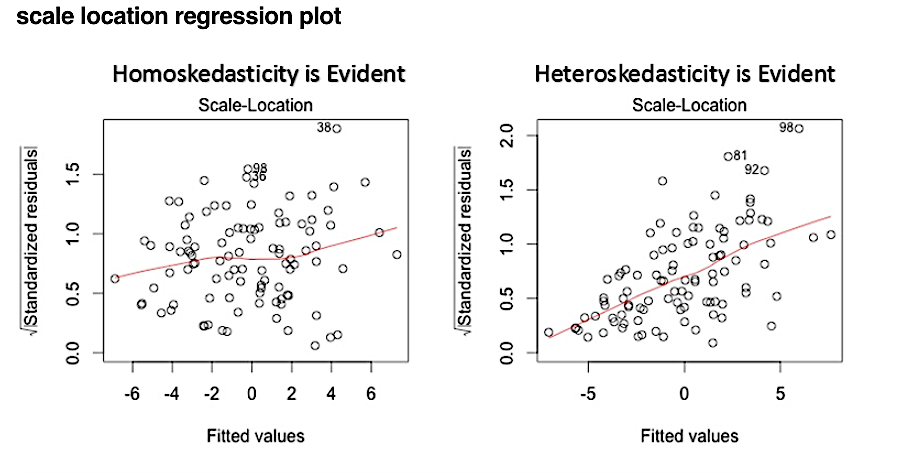 scale location regression plot
Homoskedasticity is Evident
Scale-Location
√|Standardized residuals|
0.0 0.5 1.0 1.5
38
98
36
-6 -4 -2 0 2 4 6
Fitted values
Heteroskedasticity is Evident
Scale-Location
√|Standardized residuals|
0.0 0.5 1.0 1.5 2.0
98
81
92
-5 0 5
Fitted values